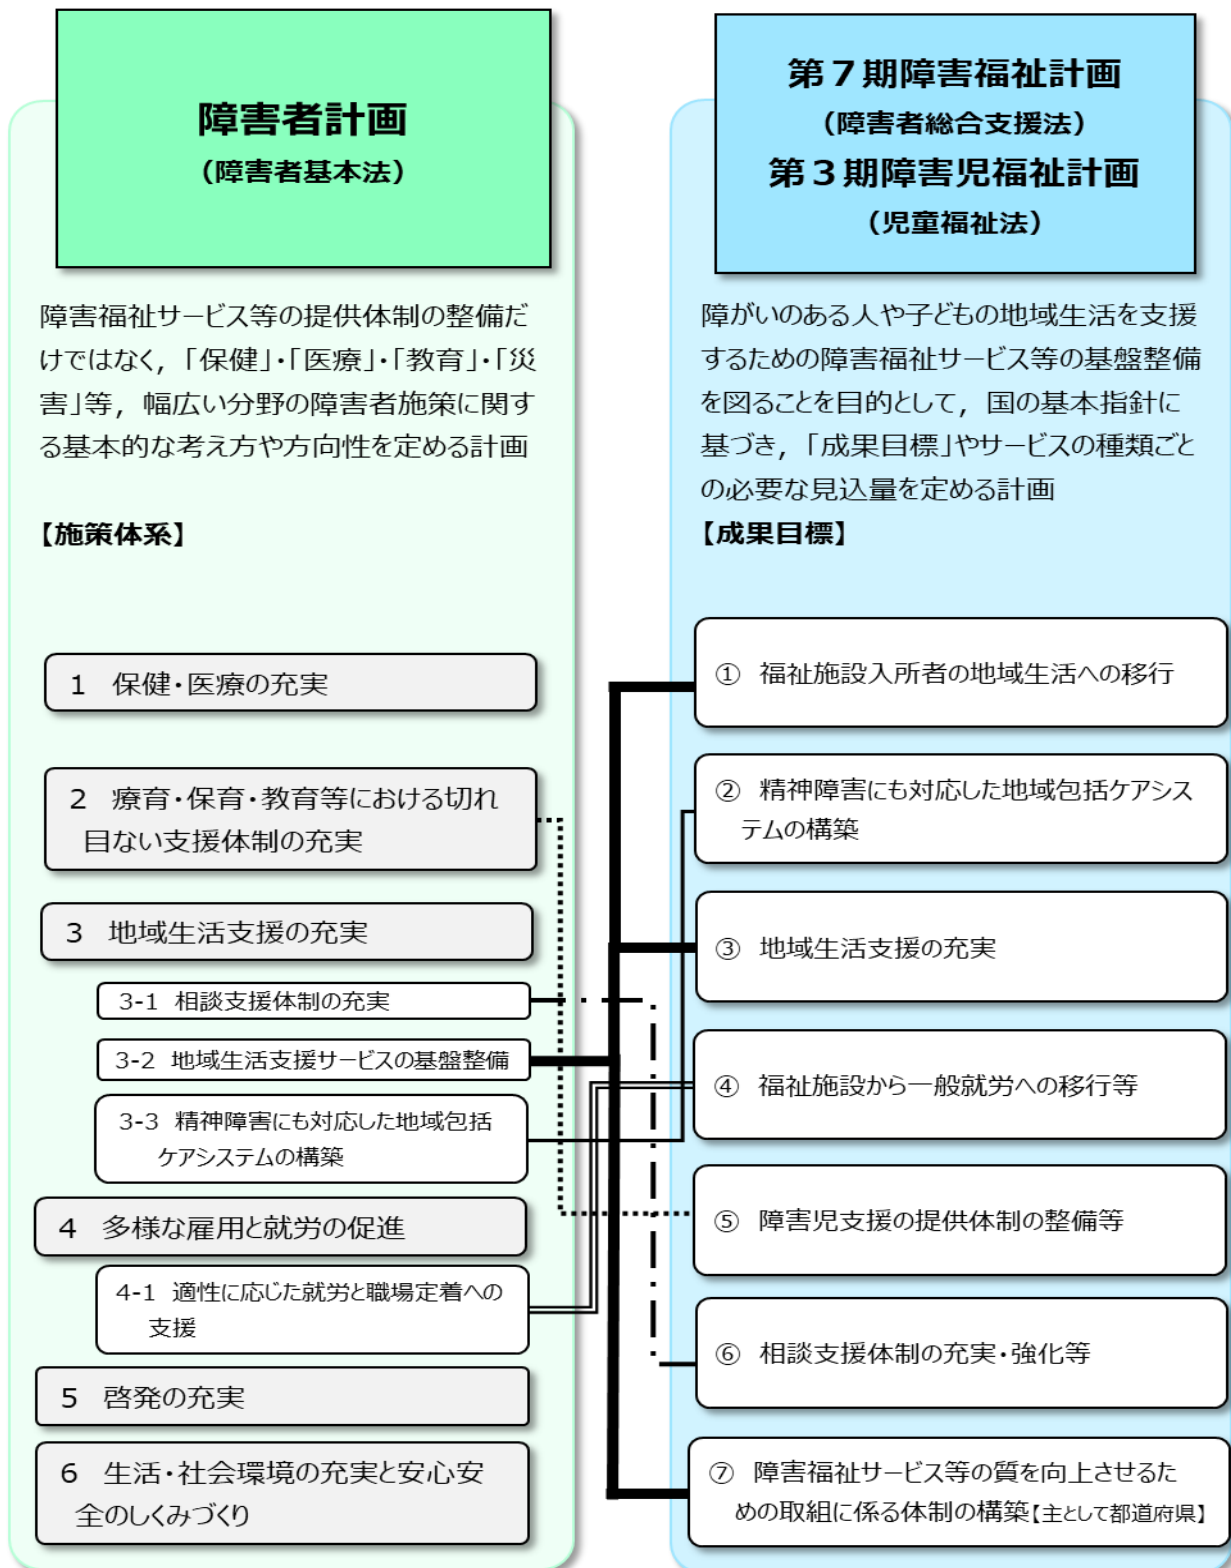 障害者計画
（障害者基本法）
障害福祉サービス等の提供体制の整備だ
けではなく，「保健」・「医療」・「教育」・「災
害」等，幅広い分野の障害者施策に関す
る基本的な考え方や方向性を定める計画
【施策体系】
1 保健・医療の充実
2 療育・保育・教育等における切れ
目ない支援体制の充実
3 地域生活支援の充実
3-1 相談支援体制の充実
3-2 地域生活支援サービスの基盤整備
3-3 精神障害にも対応した地域包括
ケアシステムの構築
4 多様な雇用と就労の促進
4-1 適性に応じた就労と職場定着への
支援
5 啓発の充実
6 生活・社会環境の充実と安心安
全のしくみづくり
第７期障害福祉計画
（障害者総合支援法）
第３期障害児福祉計画
（児童福祉法）
障がいのある人や子どもの地域生活を支援
するための障害福祉サービス等の基盤整備
を図ることを目的として，国の基本指針に
基づき，「成果目標」やサービスの種類ごと
の必要な見込量を定める計画
【成果目標】
① 福祉施設入所者の地域生活への移行
② 精神障害にも対応した地域包括ケアシス
テムの構築
③ 地域生活支援の充実
④ 福祉施設から一般就労への移行等
⑤ 障害児支援の提供体制の整備等
⑥ 相談支援体制の充実・強化等
⑦ 障害福祉サービス等の質を向上させるた
めの取組に係る体制の構築【主として都道府県】